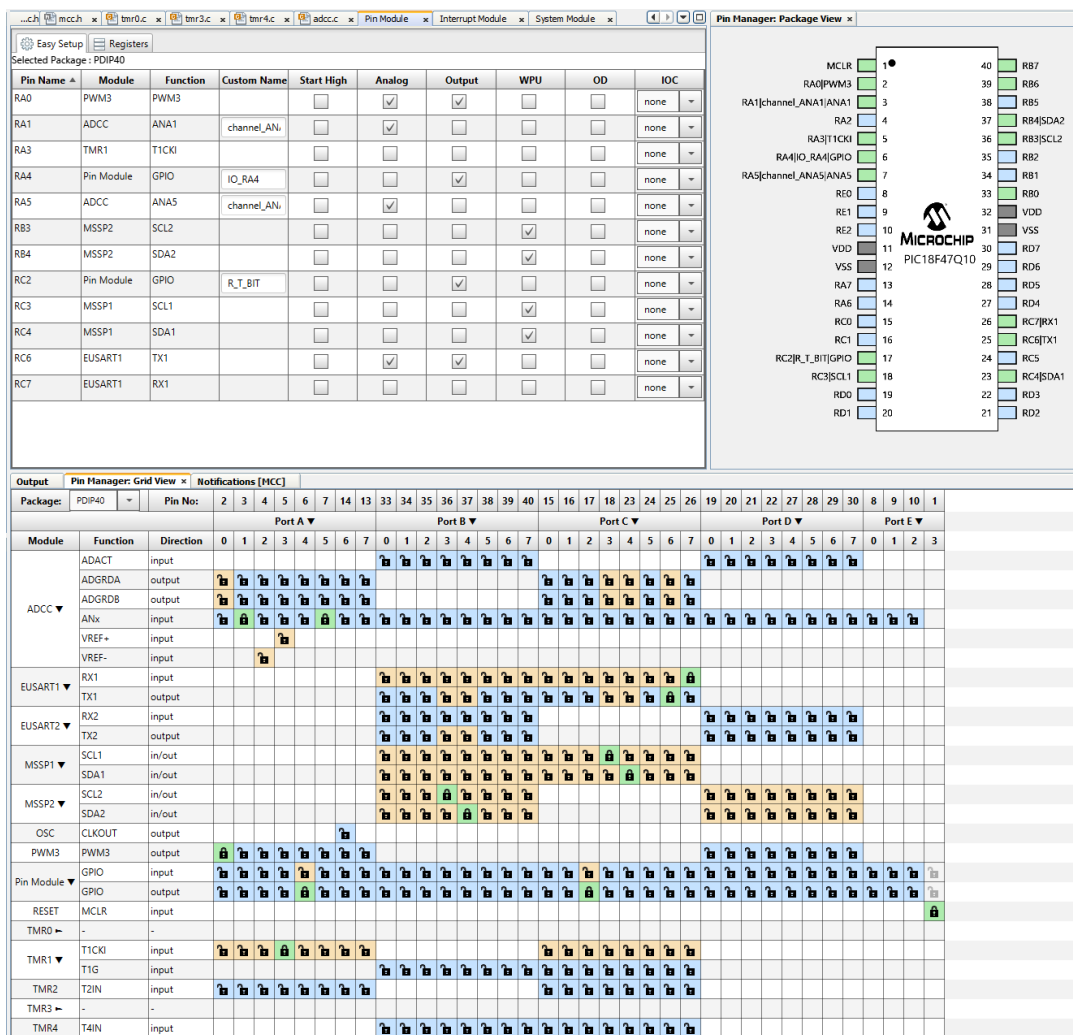 ...c.h mcc.h x tmr0.c x tmr3.c x tmr4.c x adcc.c x Pin Module x Interrupt Module x System Module x
Easy Setup Registers
Selected Package : PDIP40
Pin Name Module Function Custom Name Start High Analog Output WPU OD IOC
RA0 PWM3 PWM3 none
RA1 ADCC ANA1 channel_AN none
RA3 TMR1 T1CKI none
RA4 Pin Module GPIO IO_RA4 none
RA5 ADCC ANA5 channel_AN none
RB3 MSSP2 SCL2 none
RB4 MSSP2 SDA2 none
RC2 Pin Module GPIO R_T_BIT none
RC3 MSSP1 SCL1 none
RC4 MSSP1 SDA1 none
RC6 EUSART1 TX1 none
RC7 EUSART1 RX1 none
Pin Manager: Package View x
MCLR 1 40 RB7
RA0|PWM3 2 39 RB6
RA1|channel_ANA1|ANA1 3 38 RB5
RA2 4 37 RB4|SDA2
RA3|T1CKI 5 36 RB3|SCL2
RA4|IO_RA4|GPIO 6 35 RB2
RA5|channel_ANA5|ANA5 7 34 RB1
RE0 8 33 RB0
RE1 9 32 VDD
RE2 10 31 VSS
MICROCHIP
VDD 11 30 RD7
PIC18F47Q10
VSS 12 29 RD6
RA7 13 28 RD5
RA6 14 27 RD4
RC0 15 26 RC7|RX1
RC1 16 25 RC6|TX1
RC2|R_T_BIT|GPIO 17 24 RC5
RC3|SCL1 18 23 RC4|SDA1
RD0 19 22 RD3
RD1 20 21 RD2
Output Pin Manager: Grid View x Notifications [MCC]
Package: PDIP40 Pin No: 2 3 4 5 6 7 14 13 33 34 35 36 37 38 39 40 15 16 17 18 23 24 25 26 19 20 21 22 27 28 29 30 8 9 10 1
Port A ▼ Port B ▼ Port C ▼ Port D ▼ Port E ▼
Module Function Direction 0 1 2 3 4 5 6 7 0 1 2 3 4 5 6 7 0 1 2 3 4 5 6 7 0 1 2 3 4 5 6 7 0 1 2 3
ADCC ▼ ADACT input
ADGRDA output
ADGRDB output
ANx input
VREF+ input
VREF- input
EUSART1 ▼ RX1 input
TX1 output
EUSART2 ▼ RX2 input
TX2 output
MSSP1 ▼ SCL1 in/out
SDA1 in/out
MSSP2 ▼ SCL2 in/out
SDA2 in/out
OSC CLKOUT output
PWM3 PWM3 output
Pin Module ▼ GPIO input
GPIO output
RESET MCLR input
TMR0 ► - -
TMR1 ▼ T1CKI input
T1G input
TMR2 T2IN input
TMR3 ► - -
TMR4 T4IN input